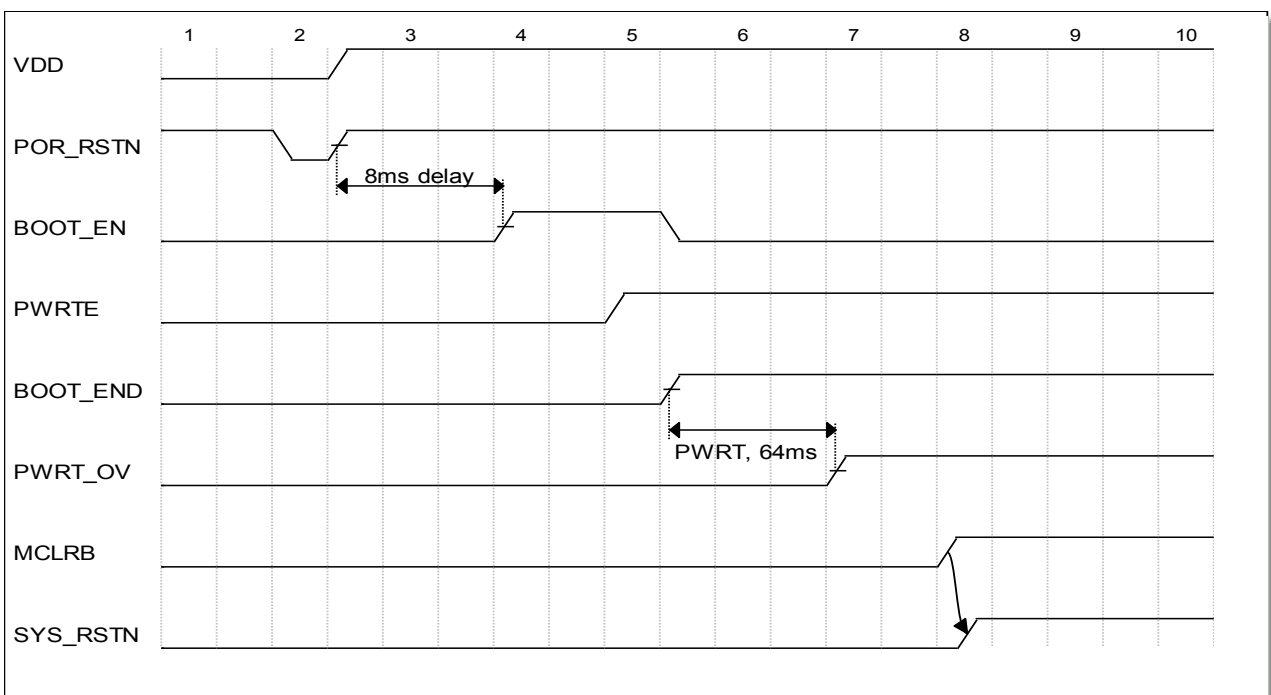 1 2 3 4 5 6 7 8 9 10
VDD
POR_RSTN
8ms delay
BOOT_EN
PWRTE
BOOT_END
PWRT, 64ms
PWRT_OV
MCLRB
SYS_RSTN